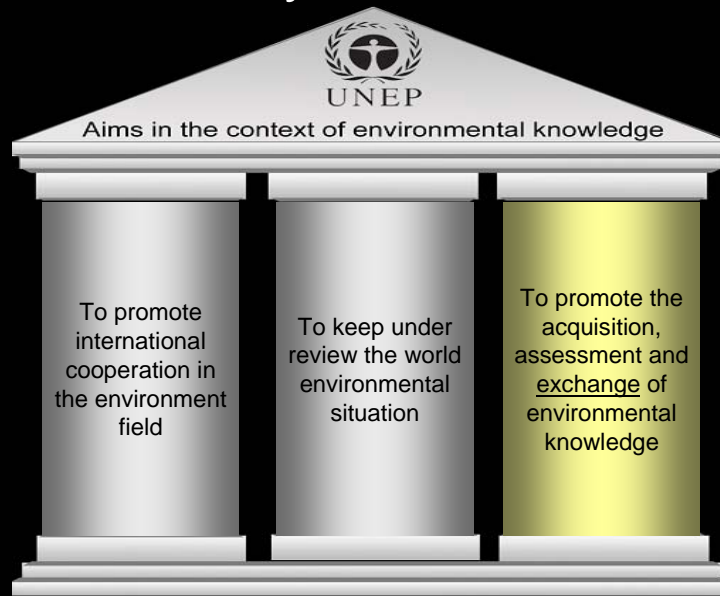 UNEP
Aims in the context of environmental knowledge
To promote
international
cooperation in
the environment
field
To keep under
review the world
environmental
situation
To promote the
acquisition,
assessment and
exchange of
environmental
knowledge